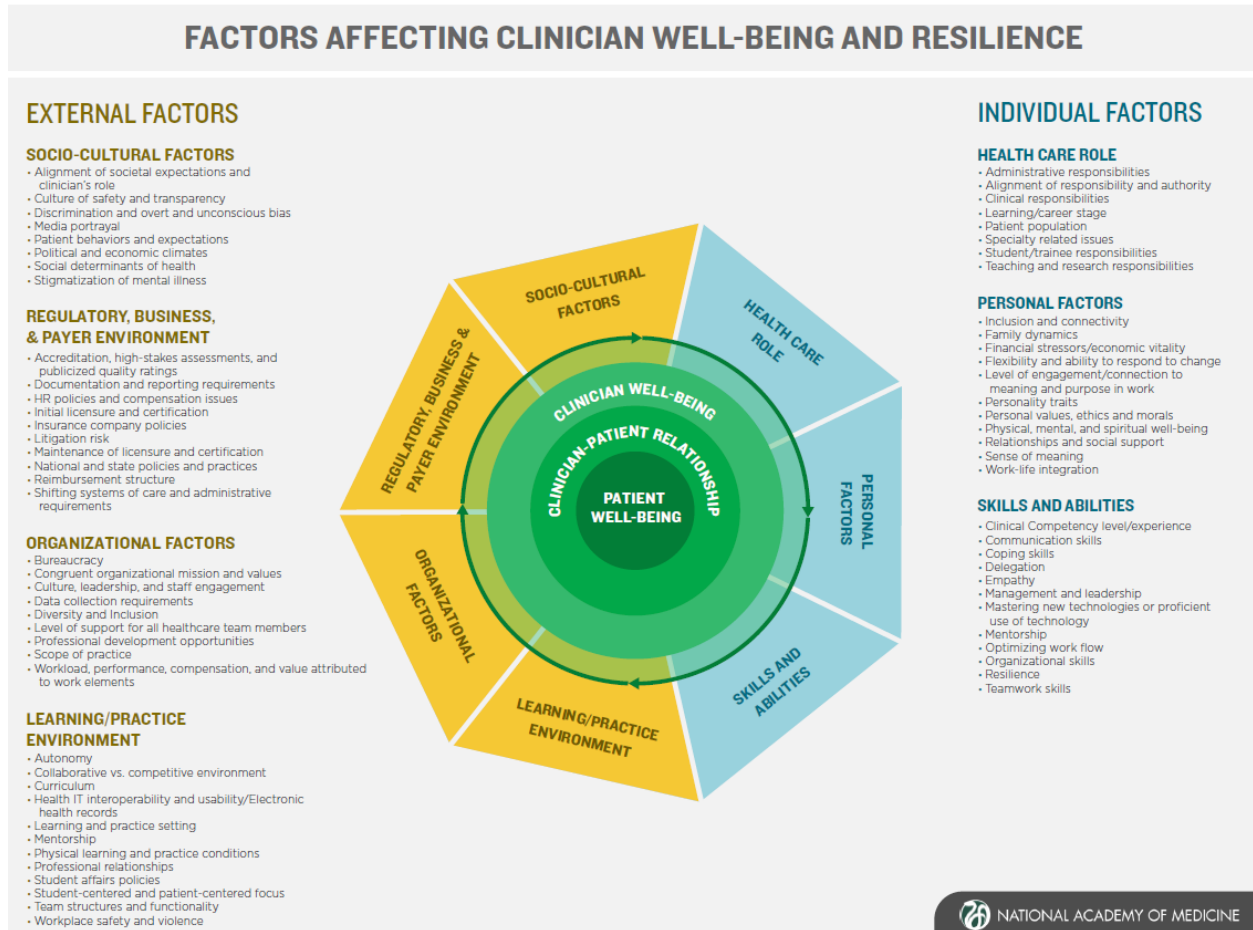 FACTORS AFFECTING CLINICIAN WELL-BEING AND RESILIENCE
EXTERNAL FACTORS
SOCIO-CULTURAL FACTORS
• Alignment of societal expectations and
clinician's role
• Culture of safety and transparency
• Discrimination and overt and unconscious bias
• Media portrayal
• Patient behaviors and expectations
• Political and economic climates
• Social determinants of health
• Stigmatization of mental illness
REGULATORY, BUSINESS,
& PAYER ENVIRONMENT
• Accreditation, high-stakes assessments, and
publicized quality ratings
• Documentation and reporting requirements
• HR policies and compensation issues
• Initial licensure and certification
• Insurance company policies
• Litigation risk
• Maintenance of licensure and certification
• National and state policies and practices
• Reimbursement structure
• Shifting systems of care and administrative
requirements
ORGANIZATIONAL FACTORS
• Bureaucracy
• Congruent organizational mission and values
• Culture, leadership, and staff engagement
• Data collection requirements
• Diversity and Inclusion
• Level of support for all healthcare team members
• Professional development opportunities
• Scope of practice
• Workload, performance, compensation, and value attributed
to work elements
LEARNING/PRACTICE
ENVIRONMENT
• Autonomy
• Collaborative vs. competitive environment
• Curriculum
• Health IT interoperability and usability/Electronic
health records
• Learning and practice setting
• Mentorship
• Physical learning and practice conditions
• Professional relationships
• Student affairs policies
• Student-centered and patient-centered focus
• Team structures and functionality
• Workplace safety and violence
SOCIO-CULTURAL
FACTORS
HEALTH CARE
ROLE
REGULATORY, BUSINESS &
PAYER ENVIRONMENT
PERSONAL
FACTORS
ORGANIZATIONAL
FACTORS
SKILLS AND
ABILITIES
LEARNING/PRACTICE
ENVIRONMENT
CLINICIAN WELL-BEING
CLINICIAN-PATIENT RELATIONSHIP
PATIENT
WELL-BEING
INDIVIDUAL FACTORS
HEALTH CARE ROLE
• Administrative responsibilities
• Alignment of responsibility and authority
• Clinical responsibilities
• Learning/career stage
• Patient population
• Specialty related issues
• Student/trainee responsibilities
• Teaching and research responsibilities
PERSONAL FACTORS
• Inclusion and connectivity
• Family dynamics
• Financial stressors/economic vitality
• Flexibility and ability to respond to change
• Level of engagement/connection to
meaning and purpose in work
• Personality traits
• Personal values, ethics and morals
• Physical, mental, and spiritual well-being
• Relationships and social support
• Sense of meaning
• Work-life integration
SKILLS AND ABILITIES
• Clinical Competency level/experience
• Communication skills
• Coping skills
• Delegation
• Empathy
• Management and leadership
• Mastering new technologies or proficient
use of technology
• Mentorship
• Optimizing work flow
• Organizational skills
• Resilience
• Teamwork skills
NATIONAL ACADEMY OF MEDICINE